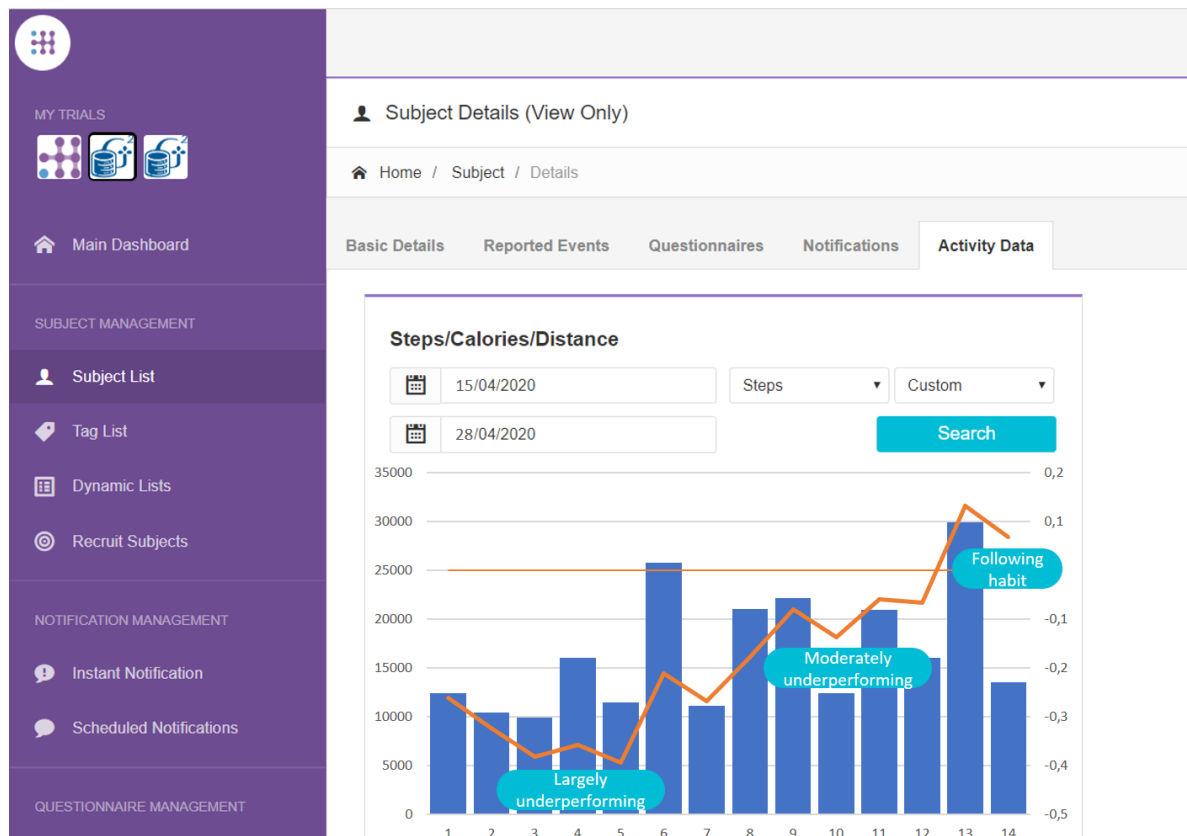 MY TRIALS
2
2
Main Dashboard
SUBJECT MANAGEMENT
Subject List
Tag List
Dynamic Lists
Recruit Subjects
NOTIFICATION MANAGEMENT
Instant Notification
Scheduled Notifications
QUESTIONNAIRE MANAGEMENT
Subject Details (View Only)
Home / Subject / Details
Basic Details Reported Events Questionnaires Notifications Activity Data
Steps/Calories/Distance
15/04/2020 Steps Custom
28/04/2020 Search
35000 0,2
30000 0,1
25000
20000 -0,1
15000 -0,2
10000 -0,3
5000 -0,4
0 -0,5
Following
habit
Moderately
underperforming
Largely
underperforming
1 2 3 4 5 6 7 8 9 10 11 12 13 14